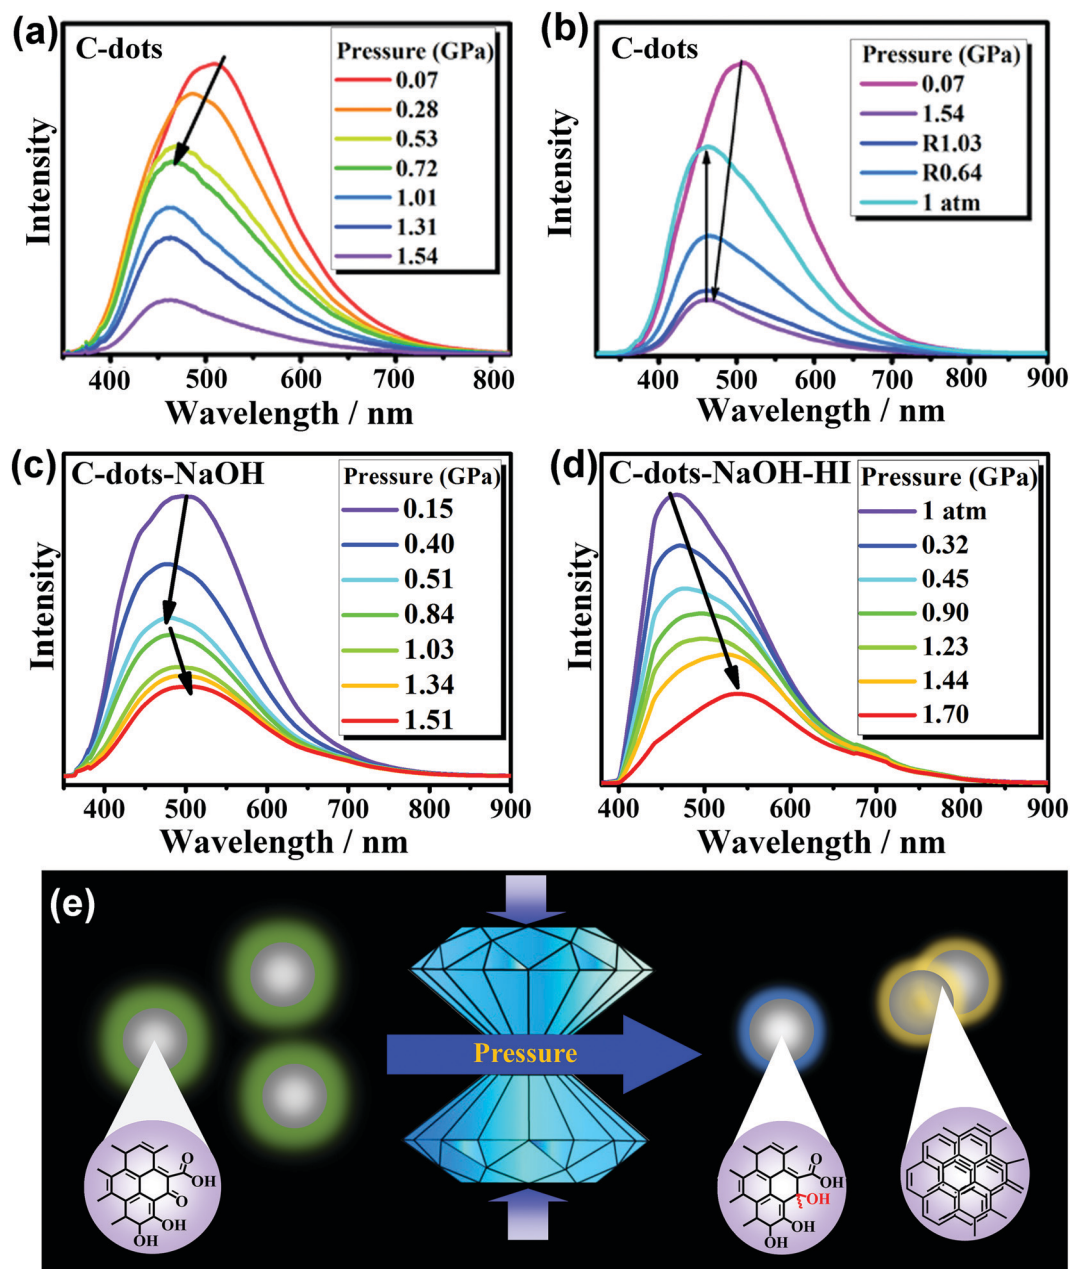 (a)
C-dots
Pressure (GPa)
0.07
0.28
0.53
0.72
1.01
1.31
1.54
Intensity
400 500 600 700 800
Wavelength / nm
(b)
C-dots
Pressure (GPa)
0.07
1.54
R1.03
R0.64
1 atm
Intensity
400 500 600 700 800 900
Wavelength / nm
(c)
C-dots-NaOH
Pressure (GPa)
0.15
0.40
0.51
0.84
1.03
1.34
1.51
Intensity
400 500 600 700 800 900
Wavelength / nm
(d)
C-dots-NaOH-HI
Pressure (GPa)
1 atm
0.32
0.45
0.90
1.23
1.44
1.70
Intensity
400 500 600 700 800 900
Wavelength / nm
(e)
Pressure
O
OH
O
OH
OH
O
OH
OH
OH
OH